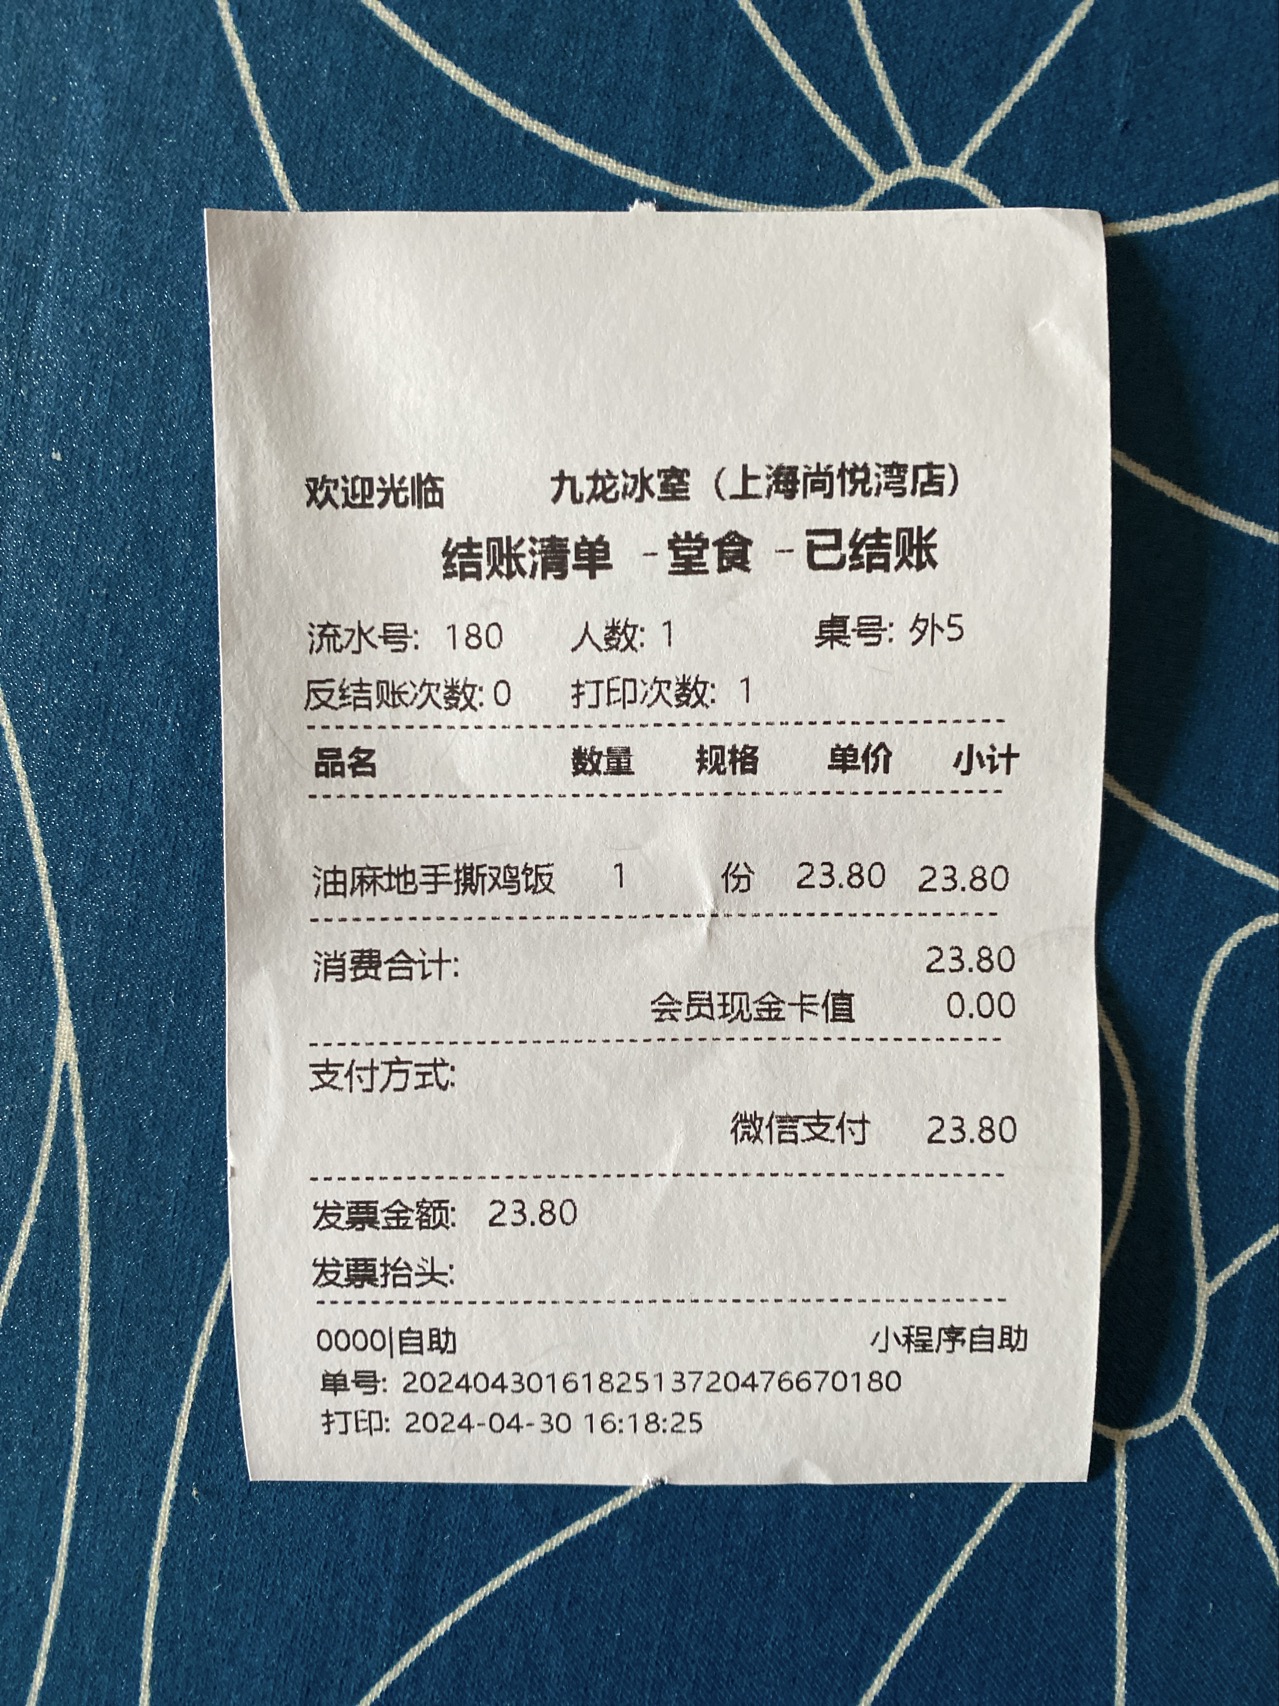 欢迎光临 九龙冰室（上海尚悦湾店）
结账清单 -堂食 -已结账
流水号: 180 人数: 1 桌号: 外5
反结账次数: 0 打印次数: 1
品名 数量 规格 单价 小计
油麻地手撕鸡饭 1 份 23.80 23.80
消费合计: 23.80
会员现金卡值 0.00
支付方式:
微信支付 23.80
发票金额: 23.80
发票抬头:
0000|自助 小程序自助
单号: 20240430161825137204766​70180
打印: 2024-04-30 16:18:25